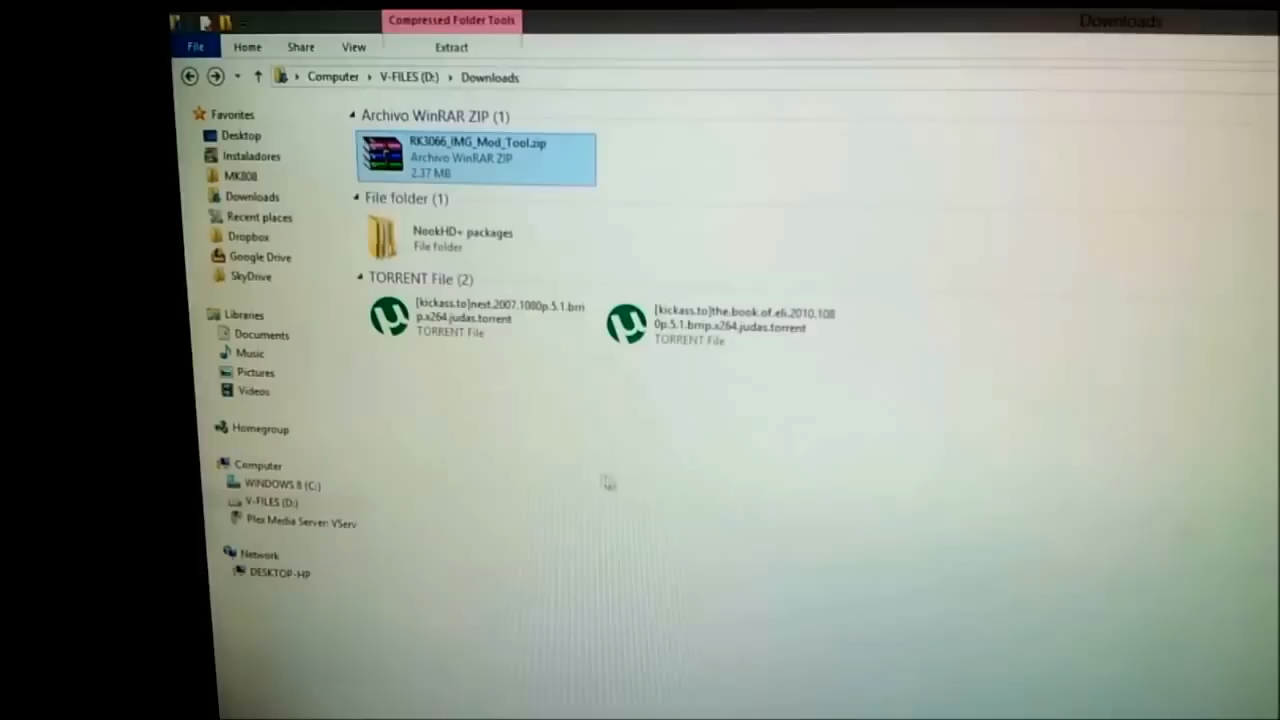 Compressed Folder Tools
Downloads
File Home Share View Extract
Computer V-FILES (D:) Downloads
Favorites
Desktop
Instaladores
MK808
Downloads
Recent places
Dropbox
Google Drive
SkyDrive
Libraries
Documents
Music
Pictures
Videos
Homegroup
Computer
WINDOWS 8 (C:)
V-FILES (D:)
Plex Media Server: VServ
Network
DESKTOP-HP
Archivo WinRAR ZIP (1)
RK3066_IMG_Mod_Tool.zip
Archivo WinRAR ZIP
2.37 MB
File folder (1)
NookHD+ packages
File folder
TORRENT File (2)
[kickass.to]next.2007.1080p.5.1.brri
p.x264.judas.torrent
TORRENT File
[kickass.to]the.book.of.eli.2010.108
0p.5.1.brrip.x264.judas.torrent
TORRENT File